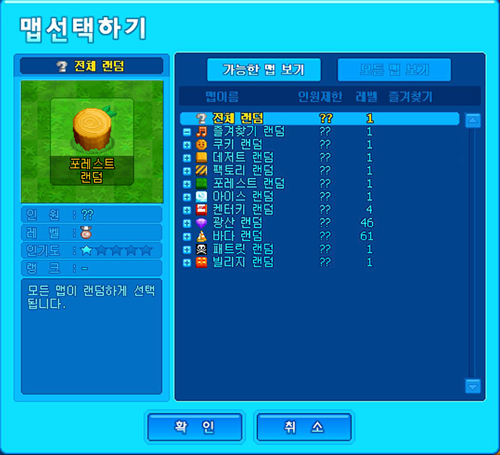 맵선택하기
전체 랜덤
포레스트
랜덤
인 원 : ??
레 벨 :
인기도 :
랭 크 : -
모든 맵이 랜덤하게 선택
됩니다.
가능한 맵 보기 모든 맵 보기
맵이름 인원제한 레벨 즐겨찾기
전체 랜덤 ?? 1
즐겨찾기 랜덤 ?? 1
쿠키 랜덤 ?? 1
데저트 랜덤 ?? 1
팩토리 랜덤 ?? 1
포레스트 랜덤 ?? 1
아이스 랜덤 ?? 1
켄터키 랜덤 ?? 4
광산 랜덤 ?? 46
바다 랜덤 ?? 61
패트릿 랜덤 ?? 1
빌리지 랜덤 ?? 1
확 인 취 소